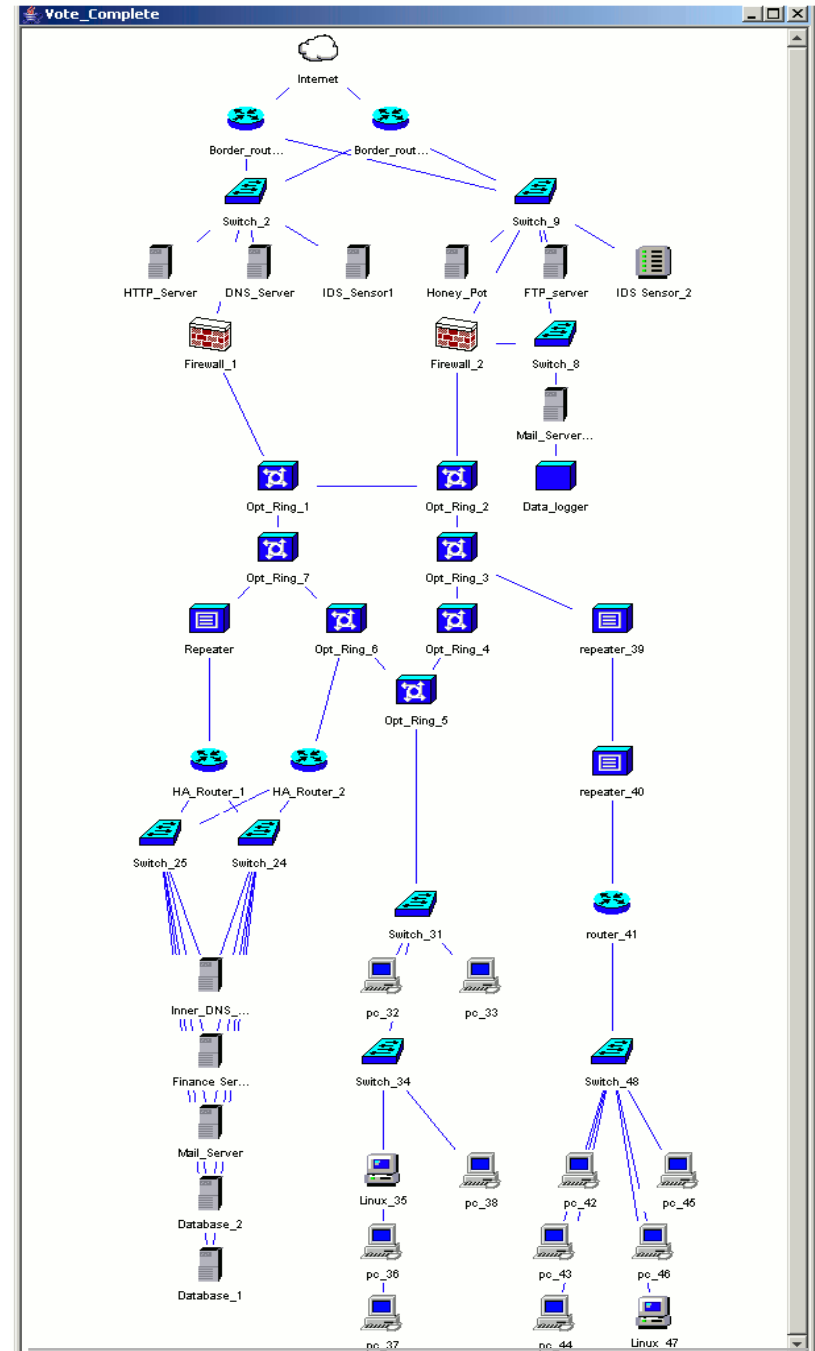 Vote_Complete
Internet
Border_rout... Border_rout...
Switch_2 Switch_9
HTTP_Server DNS_Server IDS_Sensor1 Honey_Pot FTP_server IDS Sensor_2
Firewall_1 Firewall_2 Switch_8
Mail_Server...
Opt_Ring_1 Opt_Ring_2 Data_logger
Opt_Ring_7 Opt_Ring_3
Repeater Opt_Ring_6 Opt_Ring_4 repeater_39
Opt_Ring_5
HA_Router_1 HA_Router_2 repeater_40
Switch_25 Switch_24
Switch_31 router_41
Inner_DNS_... pc_32 pc_33
Finance Ser... Switch_34 Switch_48
Mail_Server
Linux_35 pc_38 pc_42 pc_45
Database_2
pc_36 pc_43 pc_46
Database_1
pc_37 pc_44 Linux_47